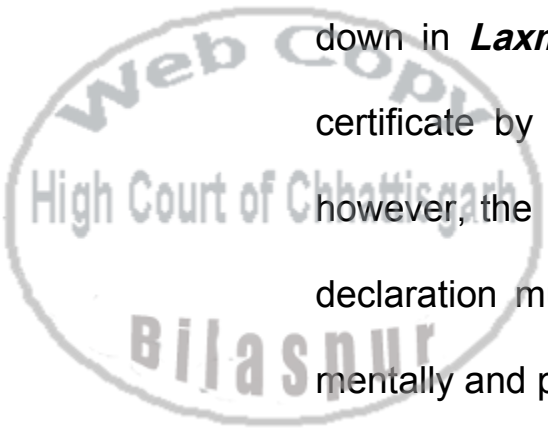 down in Laxm
certificate by
however, the
declaration m
mentally and p
Web Copy
High Court of Chhattisgarh
Bilaspur